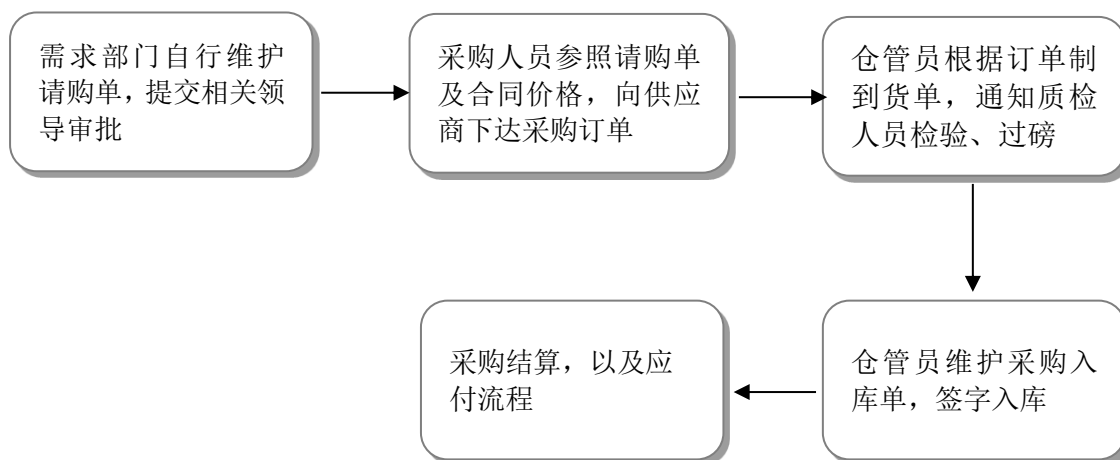 需求部门自行维护
请购单，提交相关领
导审批
采购人员参照请购单
及合同价格，向供应
商下达采购订单
仓管员根据订单制
到货单，通知质检
人员检验、过磅
仓管员维护采购入
库单，签字入库
采购结算，以及应
付流程